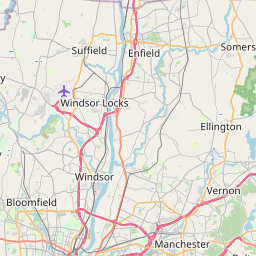 Suffield
Enfield
Somers
Windsor Locks
Ellington
Windsor
Vernon
Bloomfield
Manchester